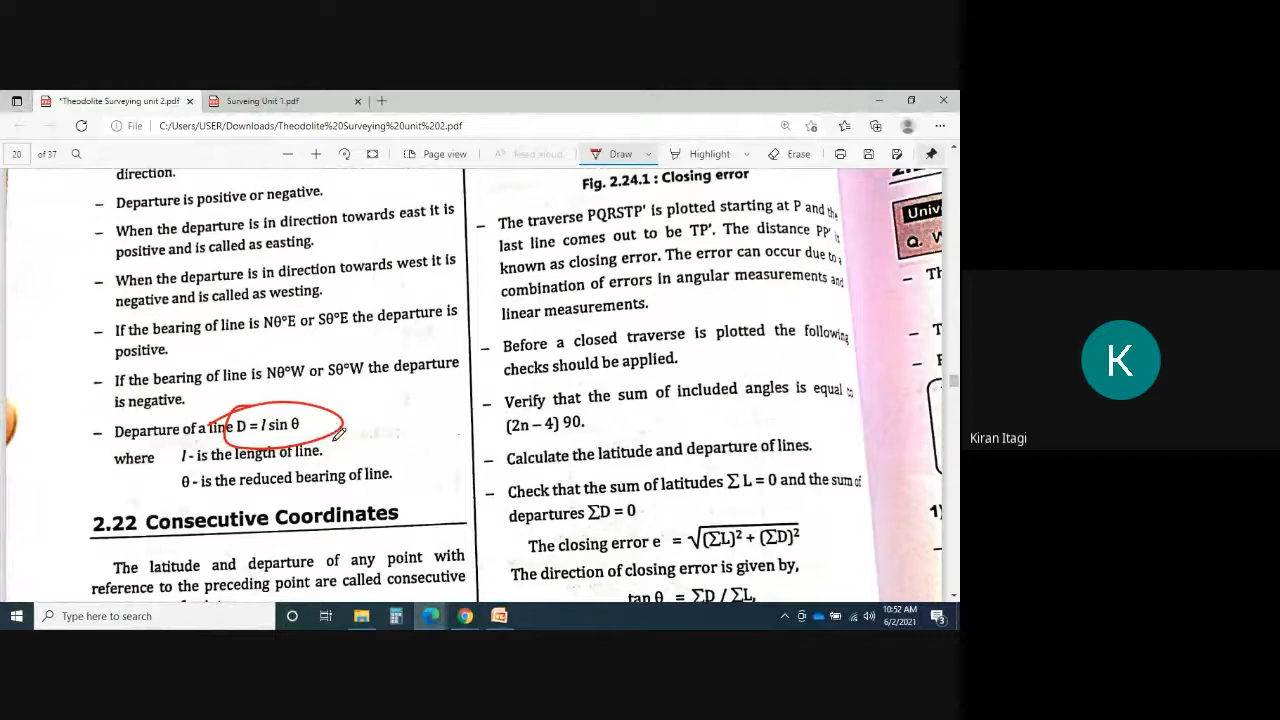 *Theodolite Surveying unit 2.pdf
Surveing Unit 1.pdf
File
C:/Users/USER/Downloads/Theodolite%20Surveying%20unit%202.pdf
20 of 37
Page view
Read aloud
Draw
Highlight
Erase
direction.
– Departure is positive or negative.
– When the departure is in direction towards east it is
positive and is called as easting.
– When the departure is in direction towards west it is
negative and is called as westing.
– If the bearing of line is Nθ°E or Sθ°E the departure is
positive.
– If the bearing of line is Nθ°W or Sθ°W the departure
is negative.
– Departure of a line D = l sin θ
where l - is the length of line.
θ - is the reduced bearing of line.
2.22 Consecutive Coordinates
The latitude and departure of any point with
reference to the preceding point are called consecutive
Fig. 2.24.1 : Closing error
– The traverse PQRSTP' is plotted starting at P and the
last line comes out to be TP'. The distance PP' is
known as closing error. The error can occur due to a
combination of errors in angular measurements and
linear measurements.
– Before a closed traverse is plotted the following
checks should be applied.
– Verify that the sum of included angles is equal to
(2n – 4) 90.
– Calculate the latitude and departure of lines.
– Check that the sum of latitudes ∑ L = 0 and the sum of
departures ∑D = 0
The closing error e = √(∑L)² + (∑D)²
The direction of closing error is given by,
tan θ = ∑D / ∑L,
Univ
Q. W
– Th
– T
– F
1)
K
Kiran Itagi
Type here to search
10:52 AM
6/2/2021
3